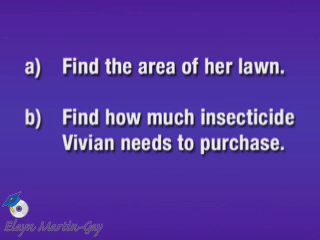 a) Find the area of her lawn.
b) Find how much insecticide
Vivian needs to purchase.
Elayn Martin-Gay